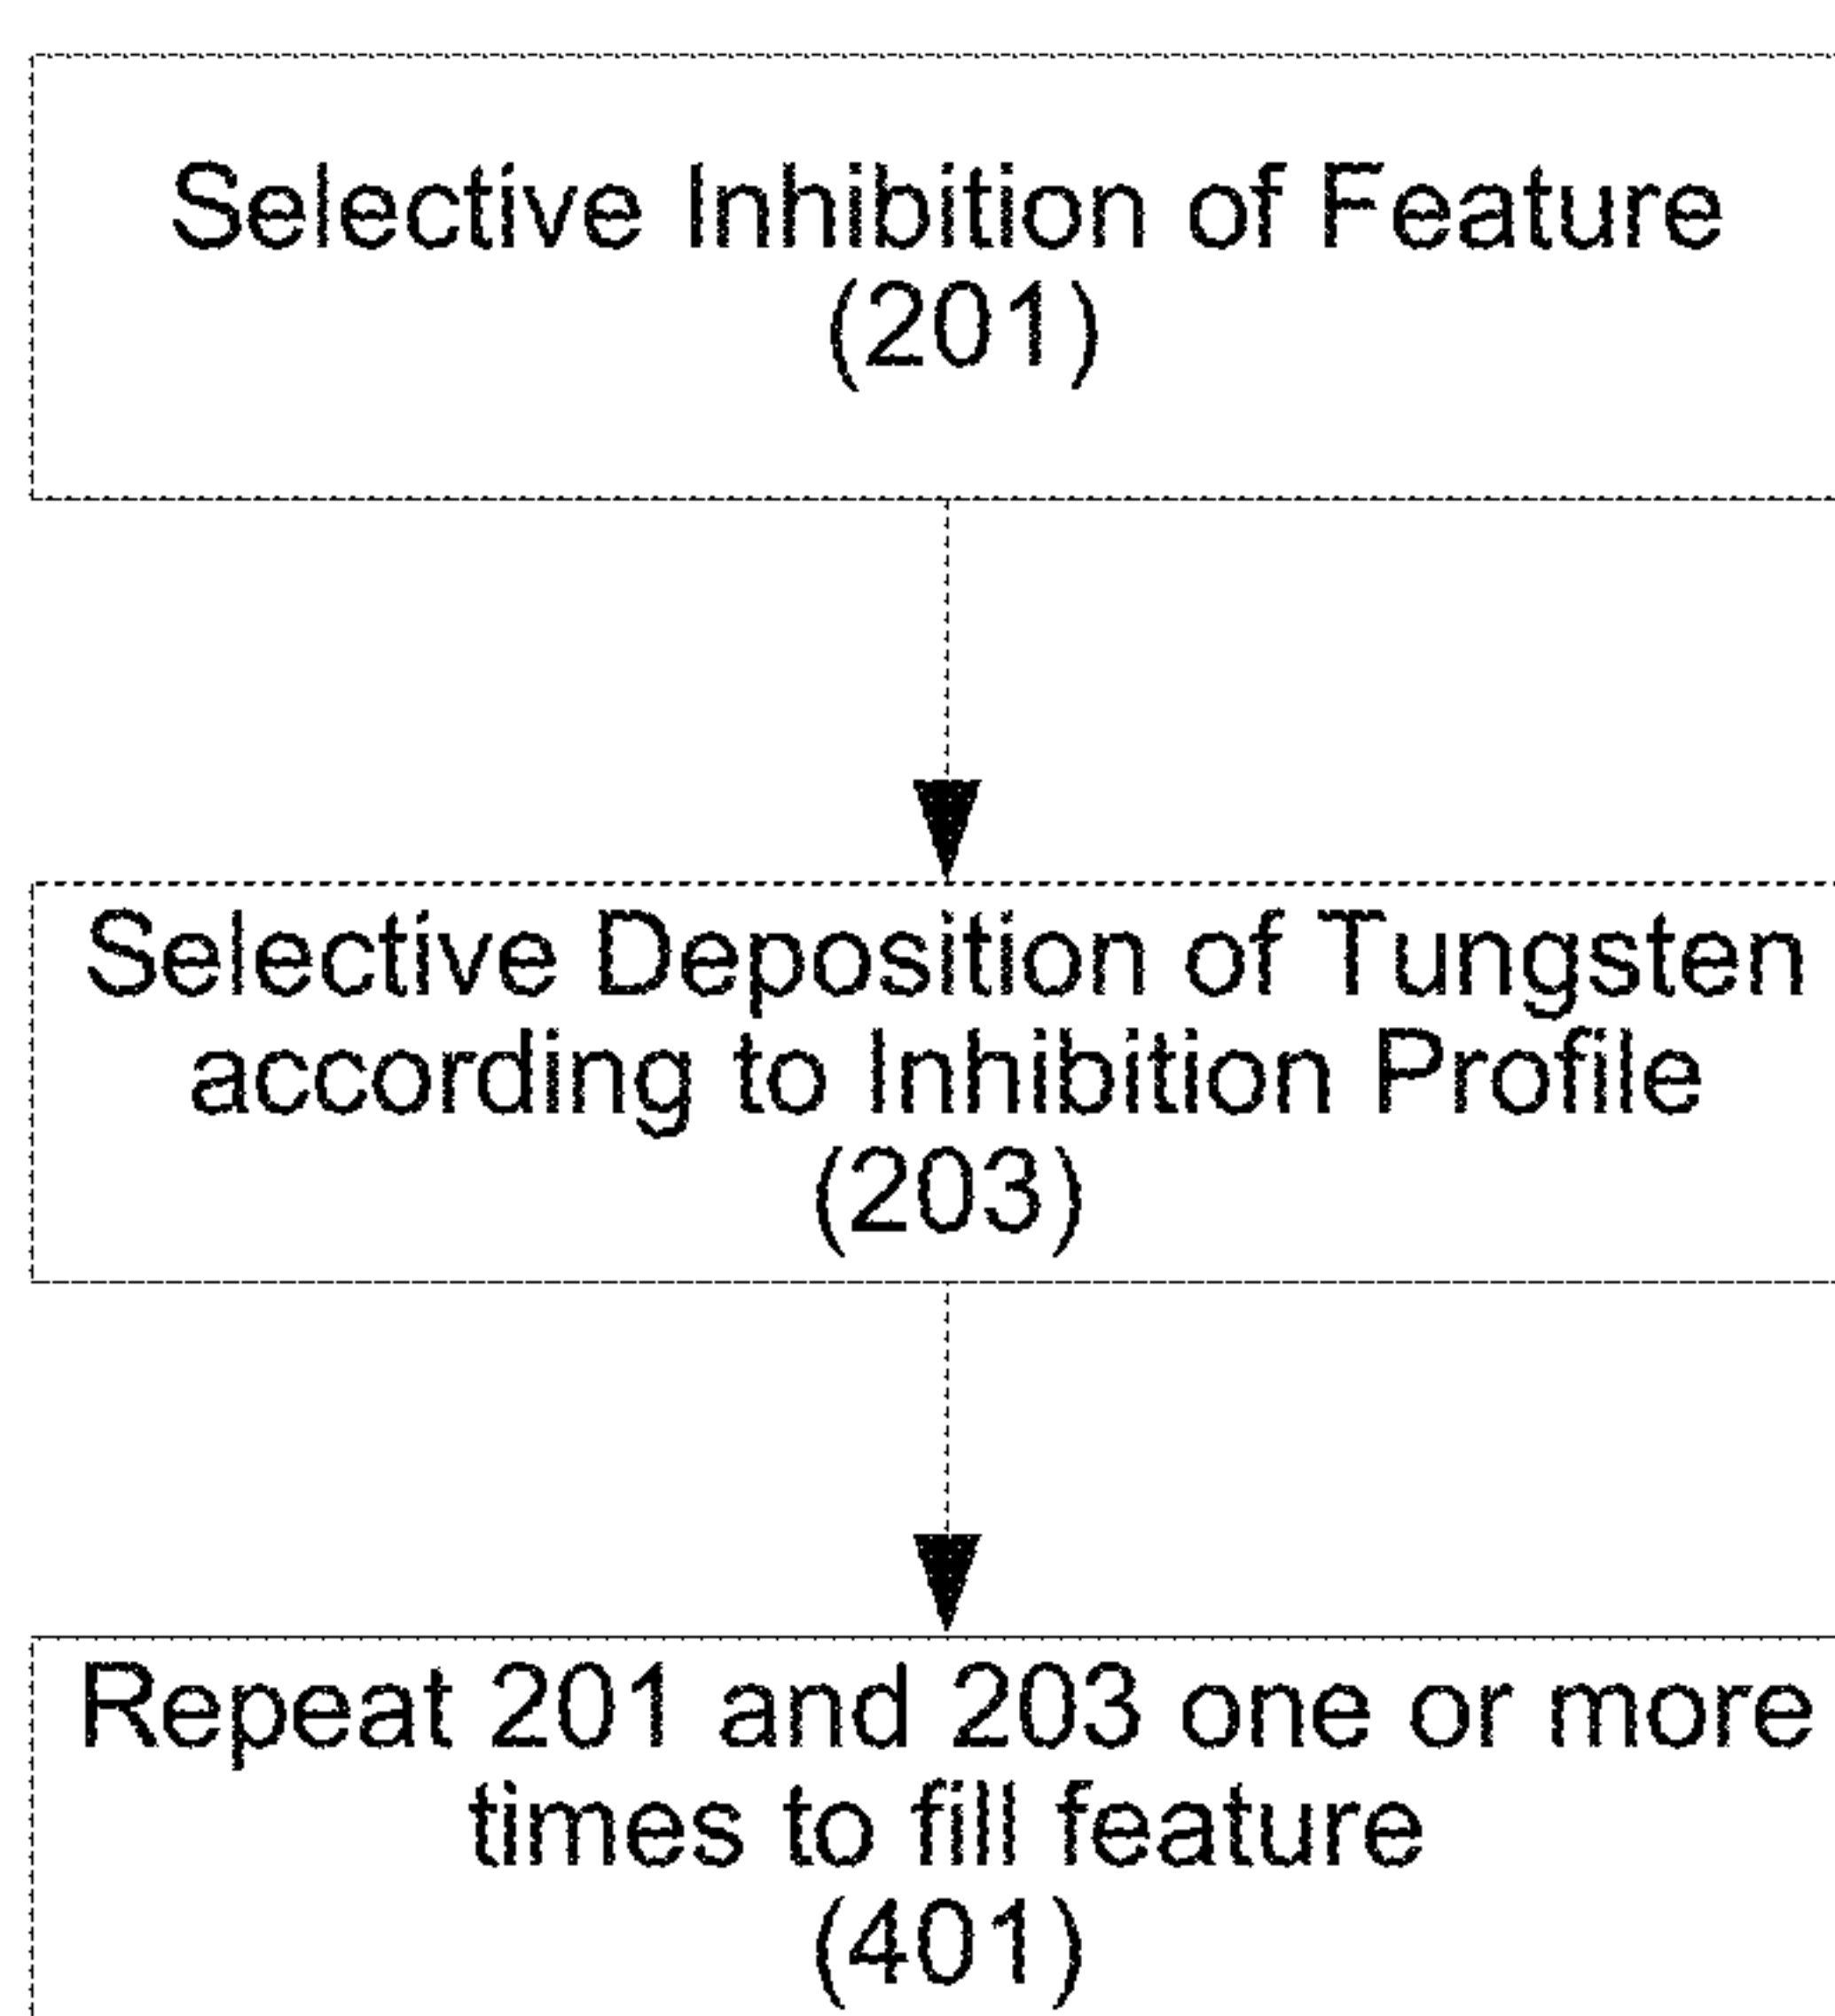 Selective Inhibition of Feature
(201)
Selective Deposition of Tungsten
according to Inhibition Profile
(203)
Repeat 201 and 203 one or more
times to fill feature
(401)